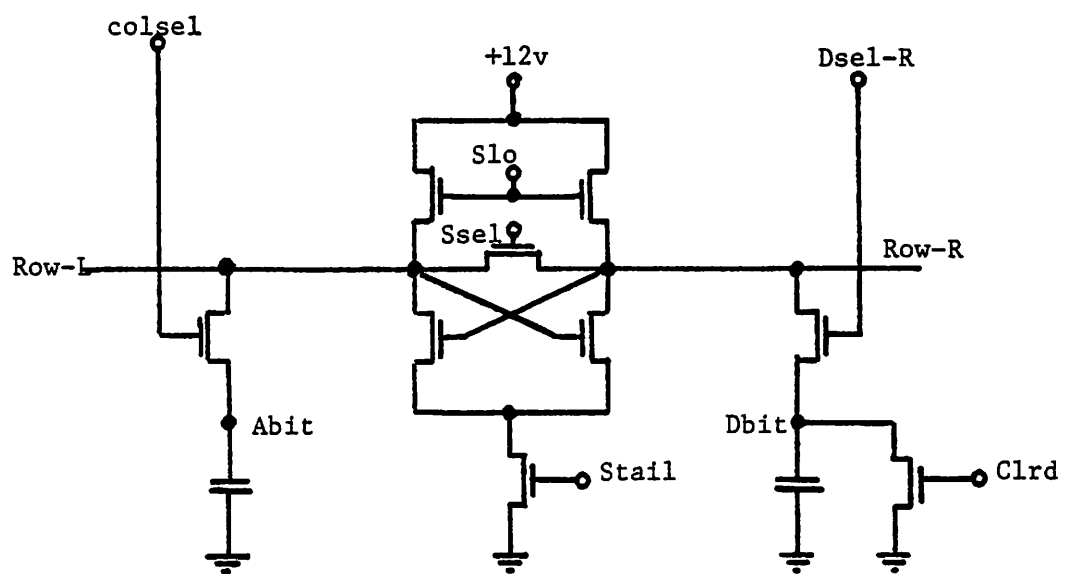 colsel
+12v
Dsel-R
Slo
Ssel
Row-L
Row-R
Abit
Dbit
Stail
Clrd